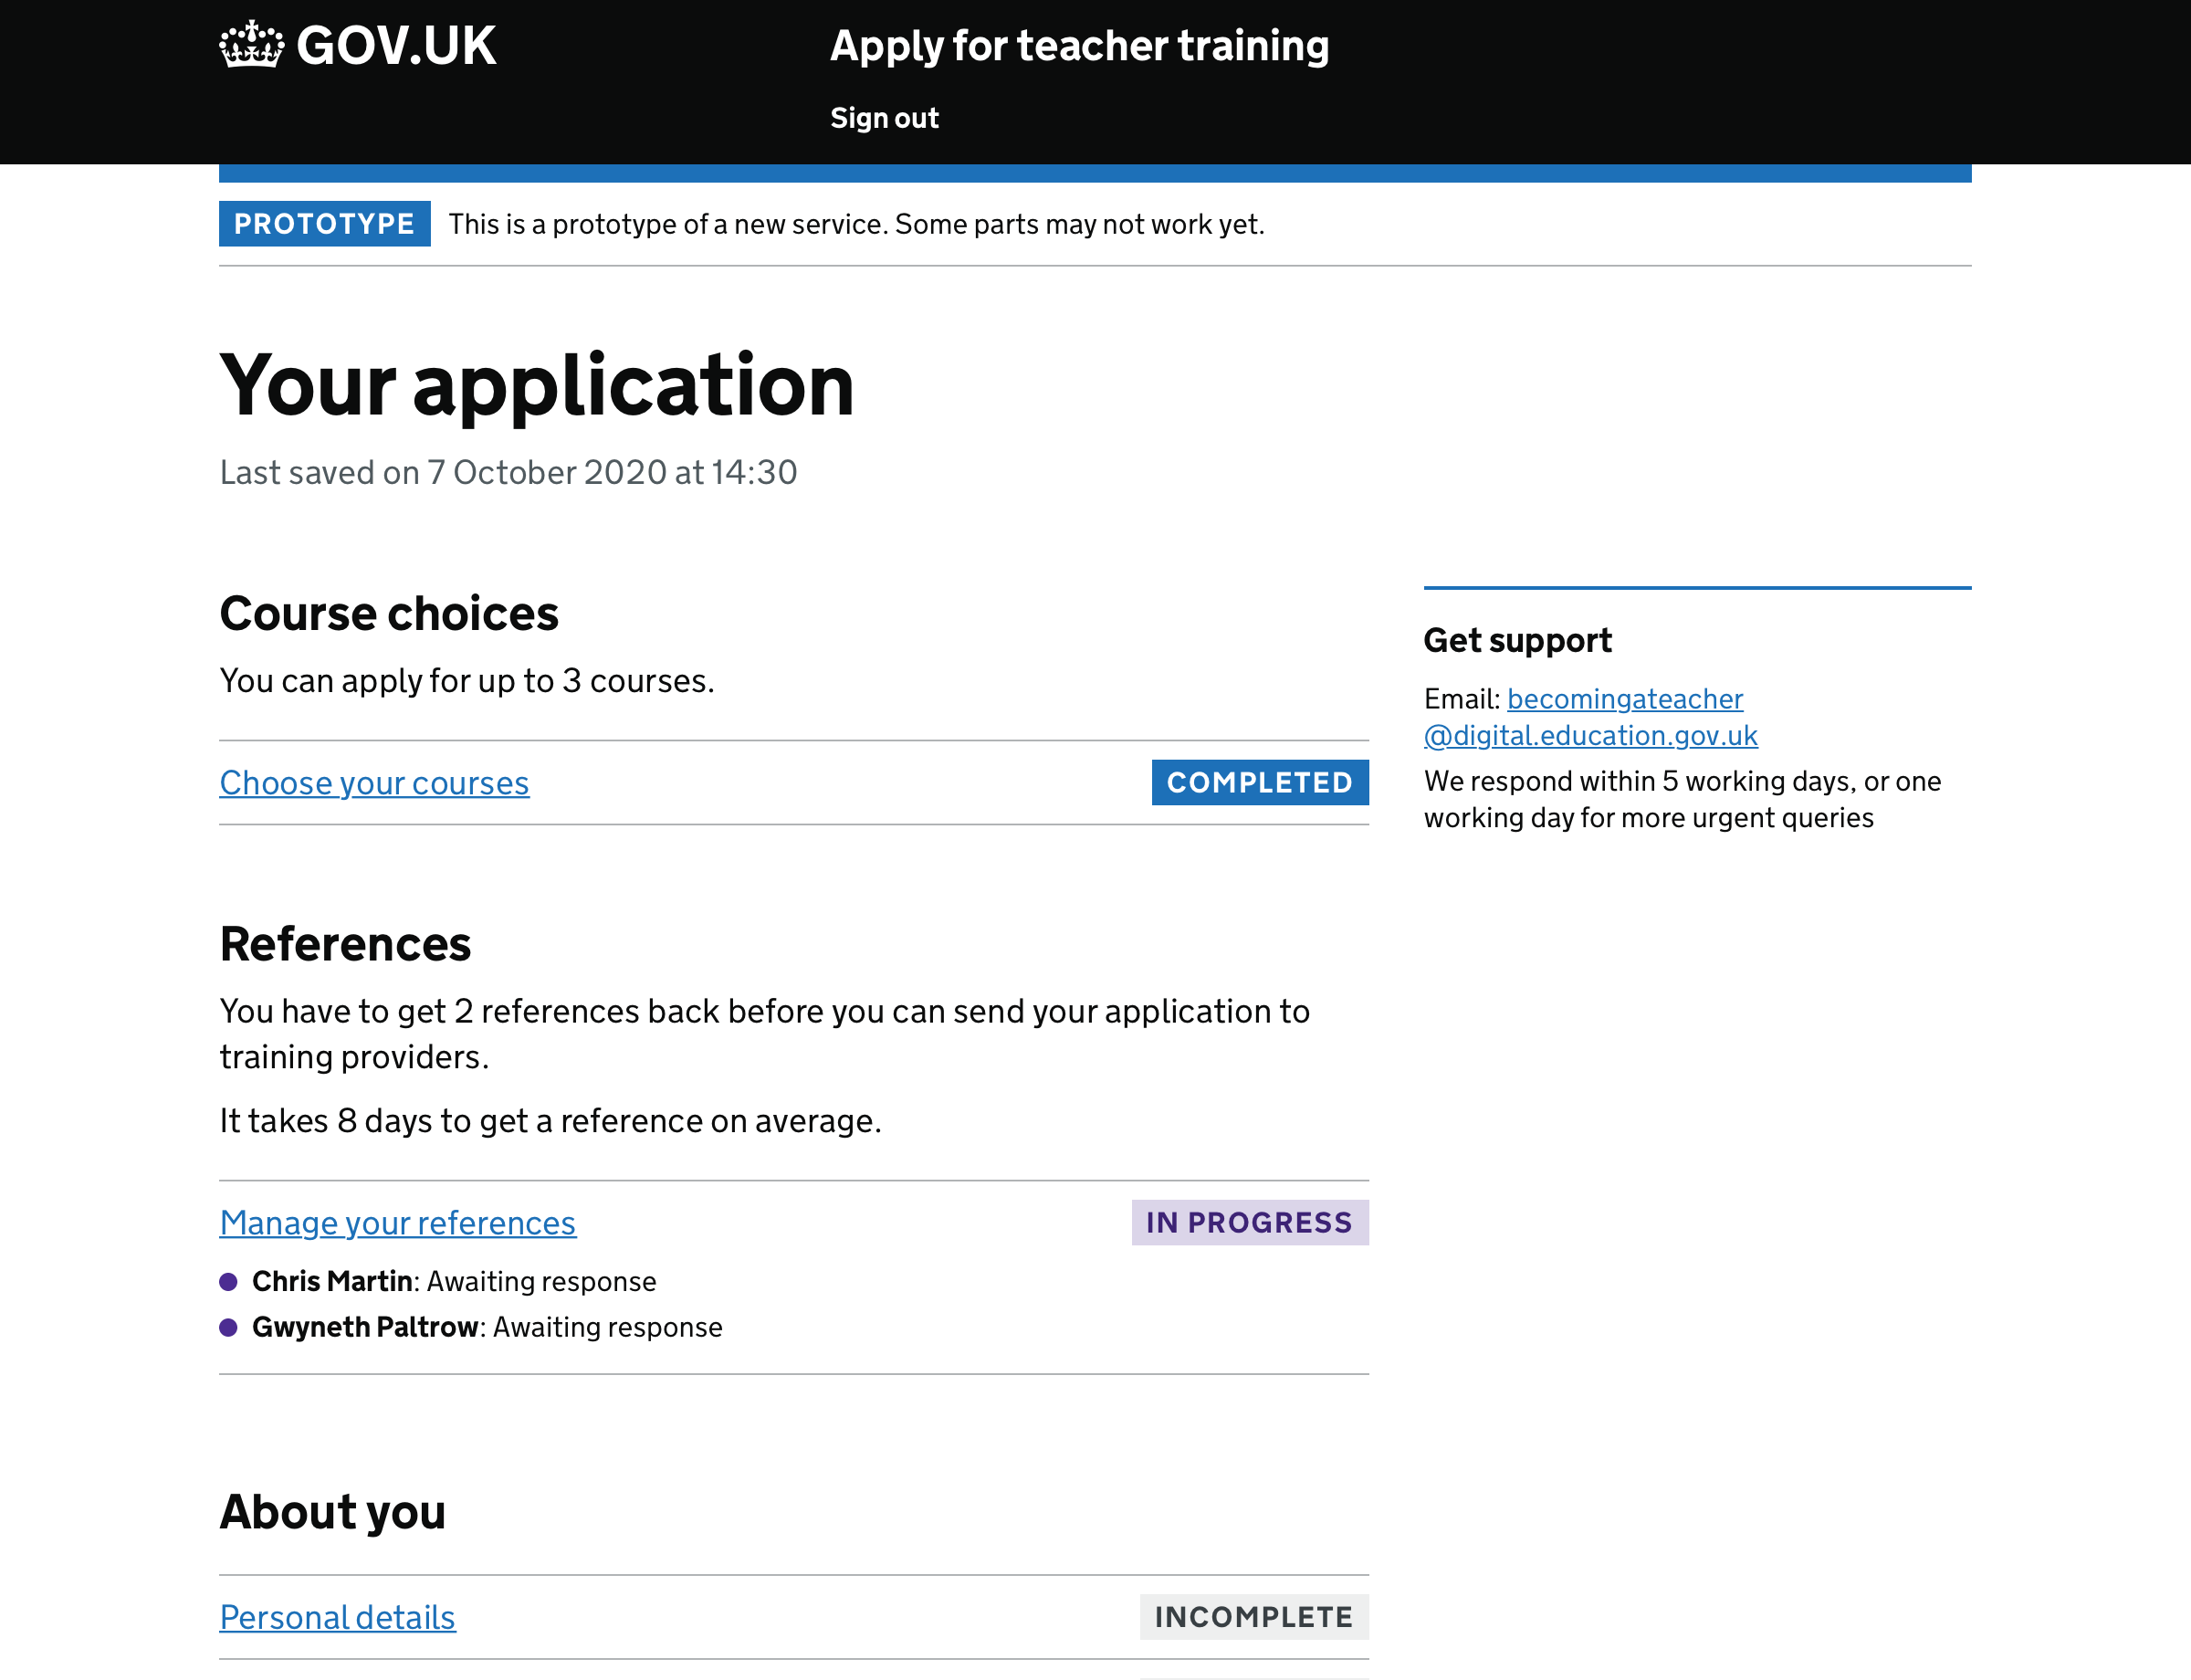 GOV.UK
Apply for teacher training
Sign out
PROTOTYPE This is a prototype of a new service. Some parts may not work yet.
Your application
Last saved on 7 October 2020 at 14:30
Course choices
You can apply for up to 3 courses.
Choose your courses COMPLETED
References
You have to get 2 references back before you can send your application to
training providers.
It takes 8 days to get a reference on average.
Manage your references IN PROGRESS
Chris Martin: Awaiting response
Gwyneth Paltrow: Awaiting response
About you
Personal details INCOMPLETE
Get support
Email: becomingateacher
@digital.education.gov.uk
We respond within 5 working days, or one
working day for more urgent queries